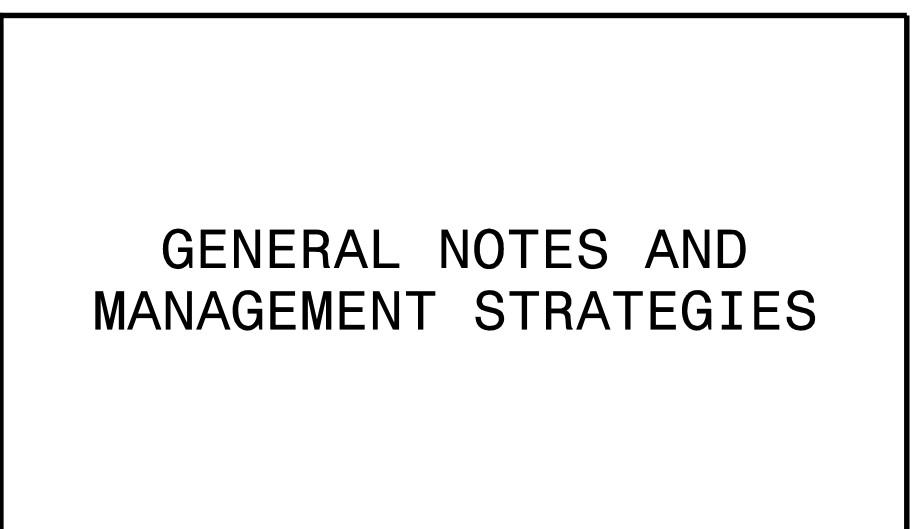 GENERAL NOTES AND
MANAGEMENT STRATEGIES